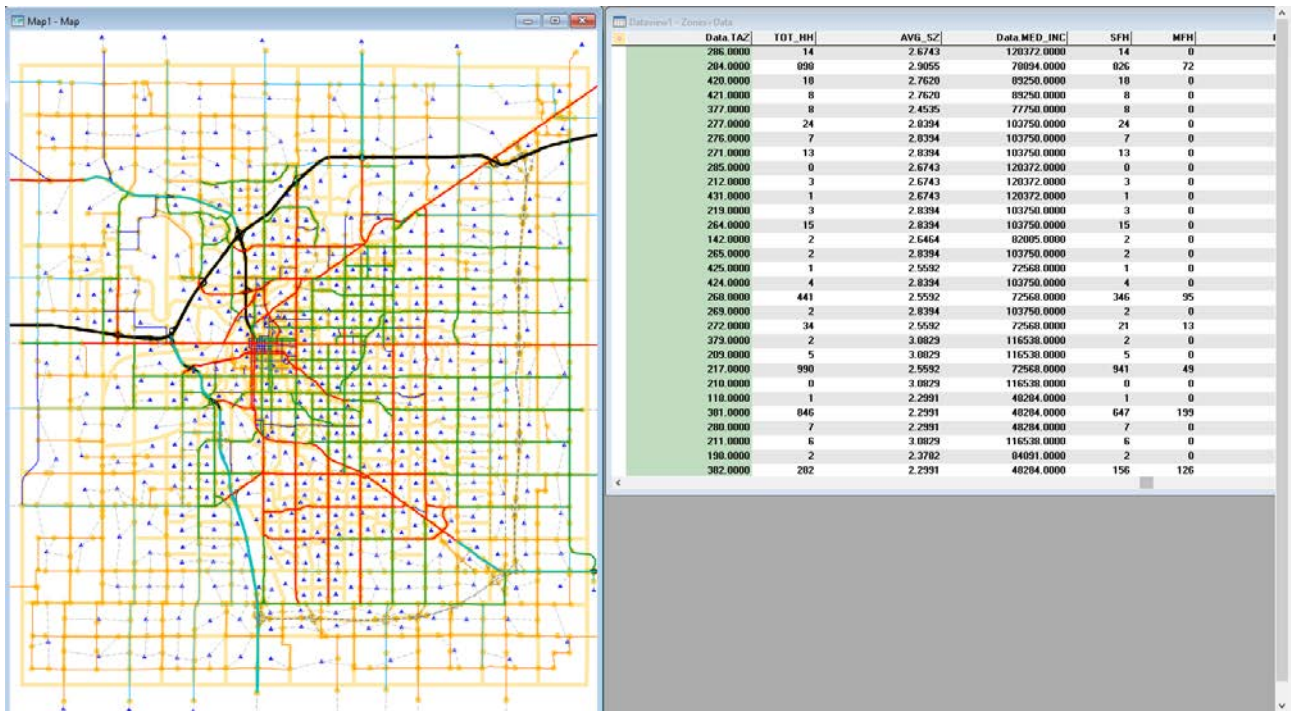 Map1 - Map
Dataview1 - Zones+Data
Data.TAZ TOT_HH AVG_SZ Data.MED_INC SFH MFH
286.0000 14 2.6743 120372.0000 14 0
284.0000 898 2.9055 78094.0000 826 72
420.0000 18 2.7620 89250.0000 18 0
421.0000 8 2.7620 89250.0000 8 0
377.0000 8 2.4535 77750.0000 8 0
277.0000 24 2.8394 103750.0000 24 0
276.0000 7 2.8394 103750.0000 7 0
271.0000 13 2.8394 103750.0000 13 0
285.0000 0 2.6743 120372.0000 0 0
212.0000 3 2.6743 120372.0000 3 0
431.0000 1 2.6743 120372.0000 1 0
219.0000 3 2.8394 103750.0000 3 0
264.0000 15 2.8394 103750.0000 15 0
142.0000 2 2.6464 82005.0000 2 0
265.0000 2 2.8394 103750.0000 2 0
425.0000 1 2.5592 72568.0000 1 0
424.0000 4 2.8394 103750.0000 4 0
268.0000 441 2.5592 72568.0000 346 95
269.0000 2 2.8394 103750.0000 2 0
272.0000 34 2.5592 72568.0000 21 13
379.0000 2 3.0829 116538.0000 2 0
209.0000 5 3.0829 116538.0000 5 0
217.0000 990 2.5592 72568.0000 941 49
210.0000 0 3.0829 116538.0000 0 0
118.0000 1 2.2991 48284.0000 1 0
381.0000 846 2.2991 48284.0000 647 199
280.0000 7 2.2991 48284.0000 7 0
211.0000 6 3.0829 116538.0000 6 0
198.0000 2 2.3782 84091.0000 2 0
382.0000 282 2.2991 48284.0000 156 126